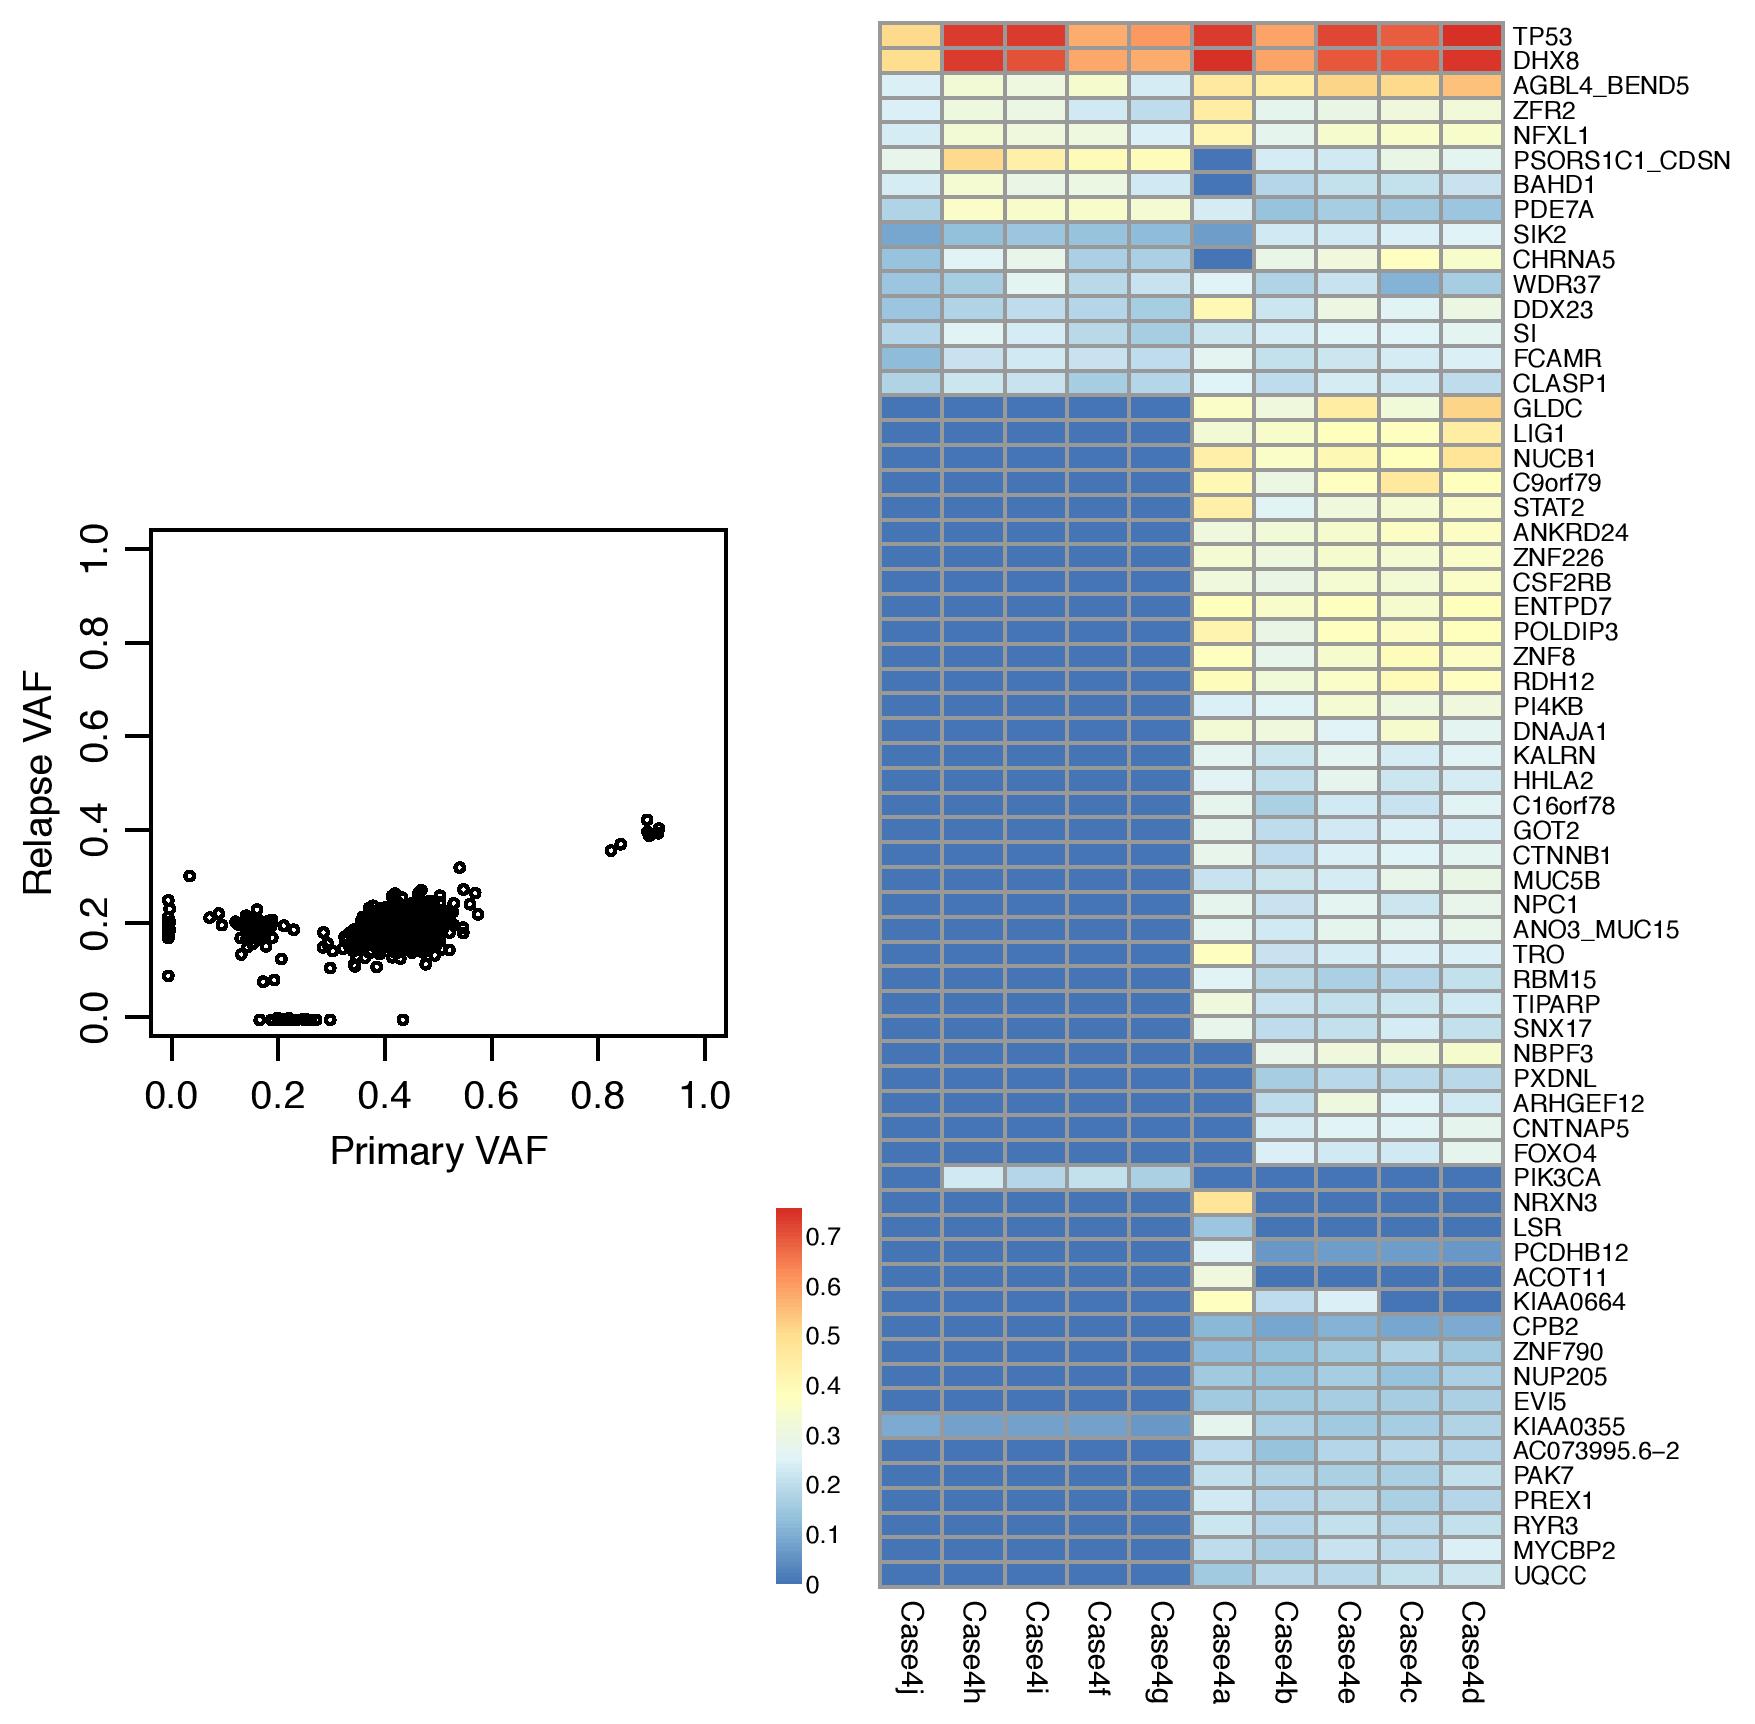 1.0
0.8
0.6
0.4
0.2
0.0
Relapse VAF
0.0 0.2 0.4 0.6 0.8 1.0
Primary VAF
0.7
0.6
0.5
0.4
0.3
0.2
0.1
0
TP53
DHX8
AGBL4_BEND5
ZFR2
NFXL1
PSORS1C1_CDSN
BAHD1
PDE7A
SIK2
CHRNA5
WDR37
DDX23
SI
FCAMR
CLASP1
GLDC
LIG1
NUCB1
C9orf79
STAT2
ANKRD24
ZNF226
CSF2RB
ENTPD7
POLDIP3
ZNF8
RDH12
PI4KB
DNAJA1
KALRN
HHLA2
C16orf78
GOT2
CTNNB1
MUC5B
NPC1
ANO3_MUC15
TRO
RBM15
TIPARP
SNX17
NBPF3
PXDNL
ARHGEF12
CNTNAP5
FOXO4
PIK3CA
NRXN3
LSR
PCDHB12
ACOT11
KIAA0664
CPB2
ZNF790
NUP205
EVI5
KIAA0355
AC073995.6−2
PAK7
PREX1
RYR3
MYCBP2
UQCC
Case4j
Case4h
Case4i
Case4f
Case4g
Case4a
Case4b
Case4e
Case4c
Case4d